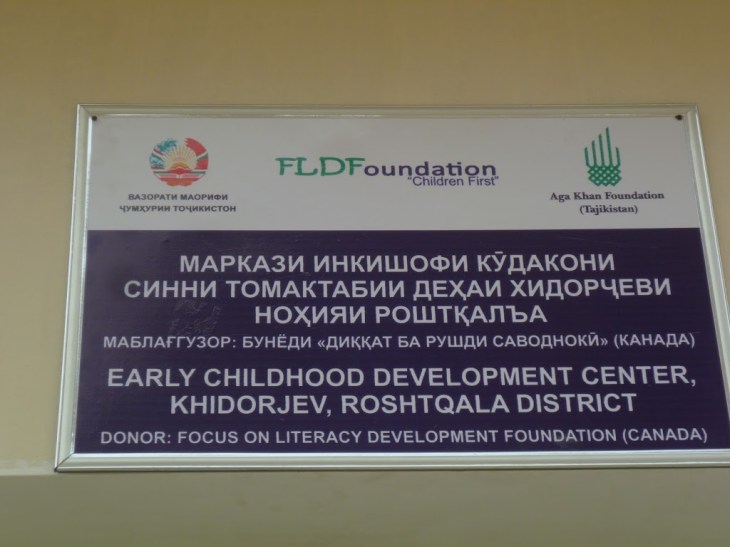 ВАЗОРАТИ МАОРИФИ
ҶУМҲУРИИ ТОҶИКИСТОН
FLDFoundation
"Children First"
Aga Khan Foundation
(Tajikistan)
МАРКАЗИ ИНКИШОФИ КӮДАКОНИ
СИННИ ТОМАКТАБИИ ДЕҲАИ ХИДОРҶЕВИ
НОҲИЯИ РОШТҚАЛЪА
МАБЛАҒГУЗОР: БУНЁДИ «ДИҚҚАТ БА РУШДИ САВОДНОКӢ» (КАНАДА)
EARLY CHILDHOOD DEVELOPMENT CENTER,
KHIDORJEV, ROSHTQALA DISTRICT
DONOR: FOCUS ON LITERACY DEVELOPMENT FOUNDATION (CANADA)